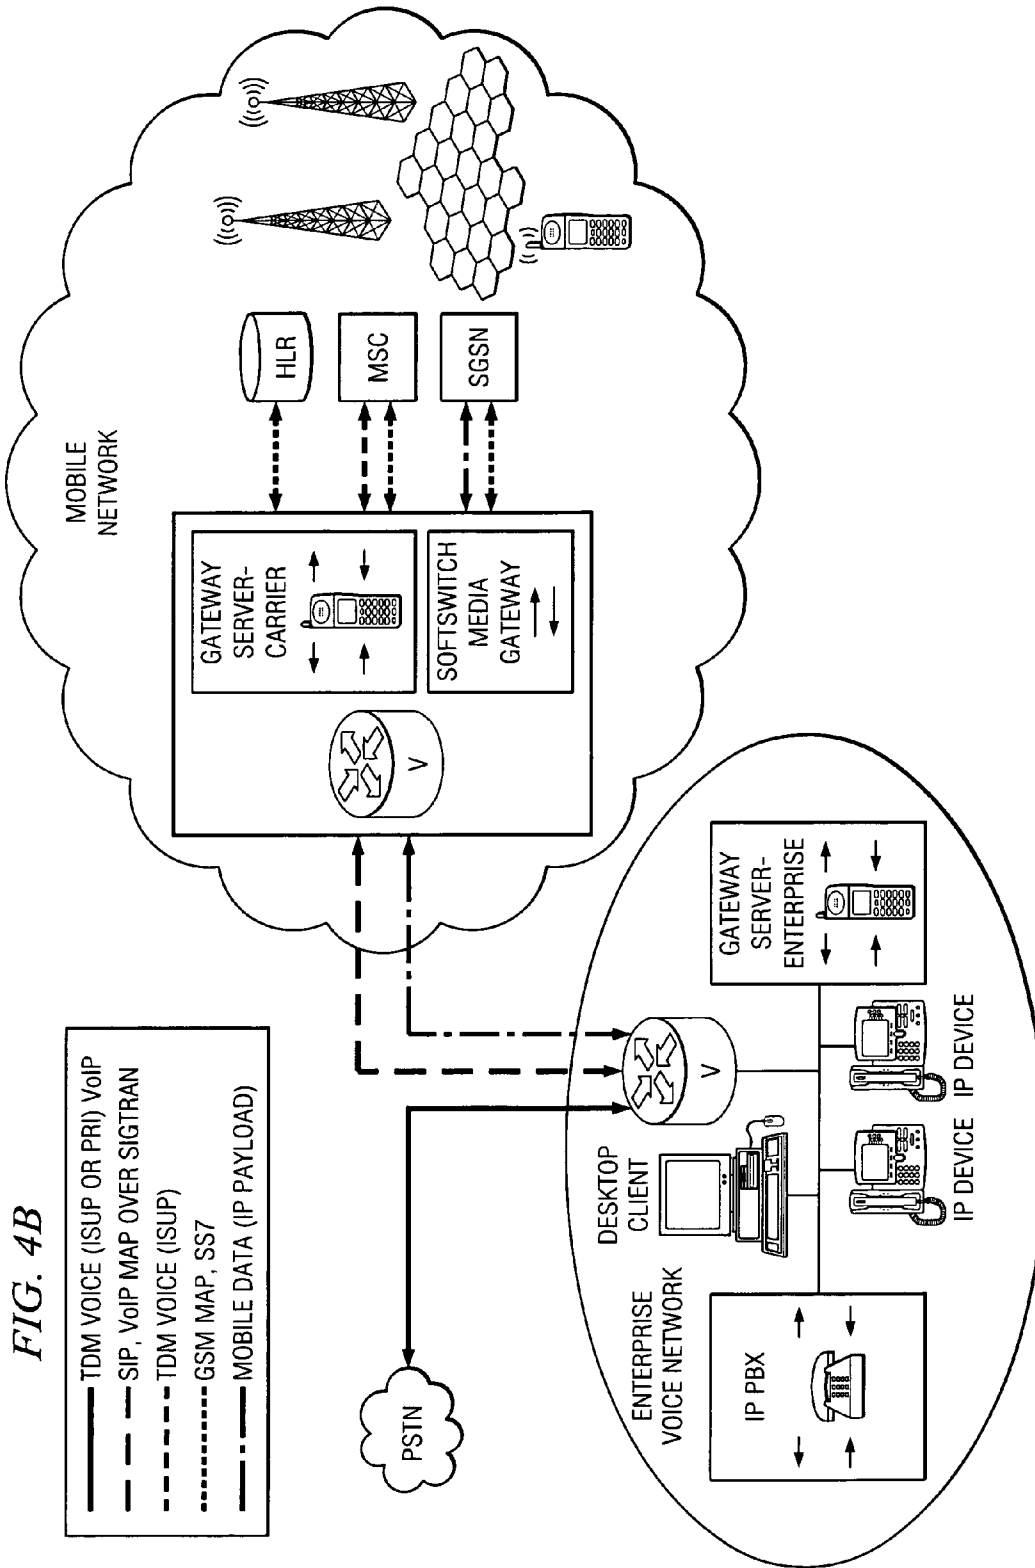 FIG. 4B
TDM VOICE (ISUP OR PRI) VoIP
SIP, VoIP MAP OVER SIGTRAN
TDM VOICE (ISUP)
GSM MAP, SS7
MOBILE DATA (IP PAYLOAD)
MOBILE
NETWORK
GATEWAY
SERVER-
CARRIER
SOFTSWITCH
MEDIA
GATEWAY
V
HLR
MSC
SGSN
PSTN
ENTERPRISE
VOICE NETWORK
DESKTOP
CLIENT
V
GATEWAY
SERVER-
ENTERPRISE
IP PBX
IP DEVICE
IP DEVICE